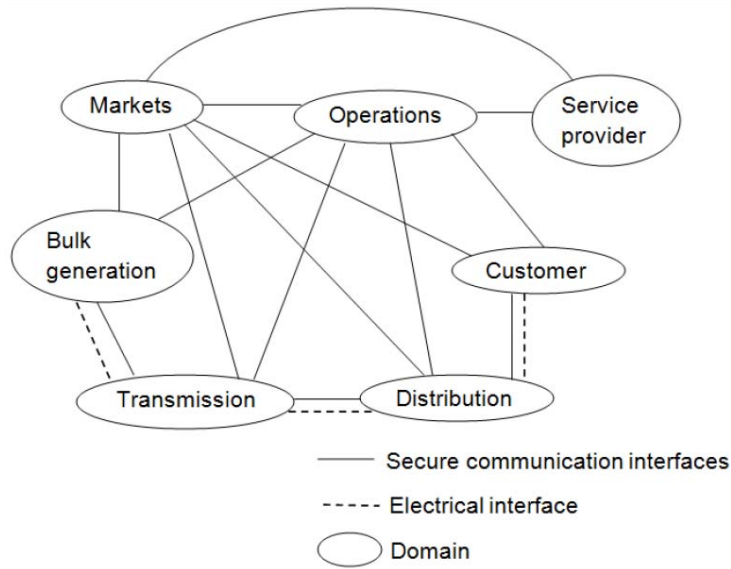 Markets
Operations
Service
provider
Bulk
generation
Customer
Transmission
Distribution
Secure communication interfaces
Electrical interface
Domain